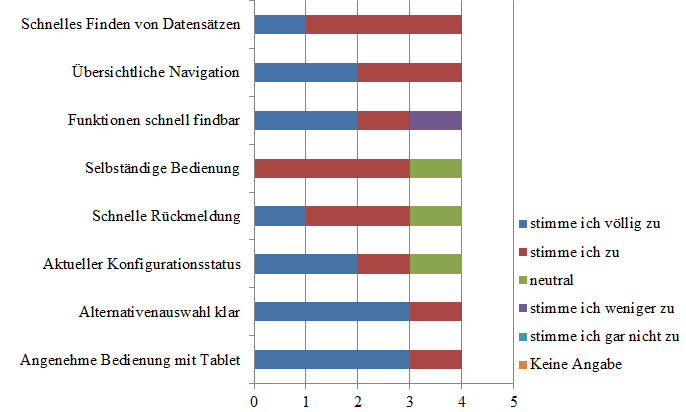 Schnelles Finden von Datensätzen
Übersichtliche Navigation
Funktionen schnell findbar
Selbständige Bedienung
Schnelle Rückmeldung
Aktueller Konfigurationsstatus
Alternativenauswahl klar
Angenehme Bedienung mit Tablet
0 1 2 3 4 5
stimme ich völlig zu
stimme ich zu
neutral
stimme ich weniger zu
stimme ich gar nicht zu
Keine Angabe